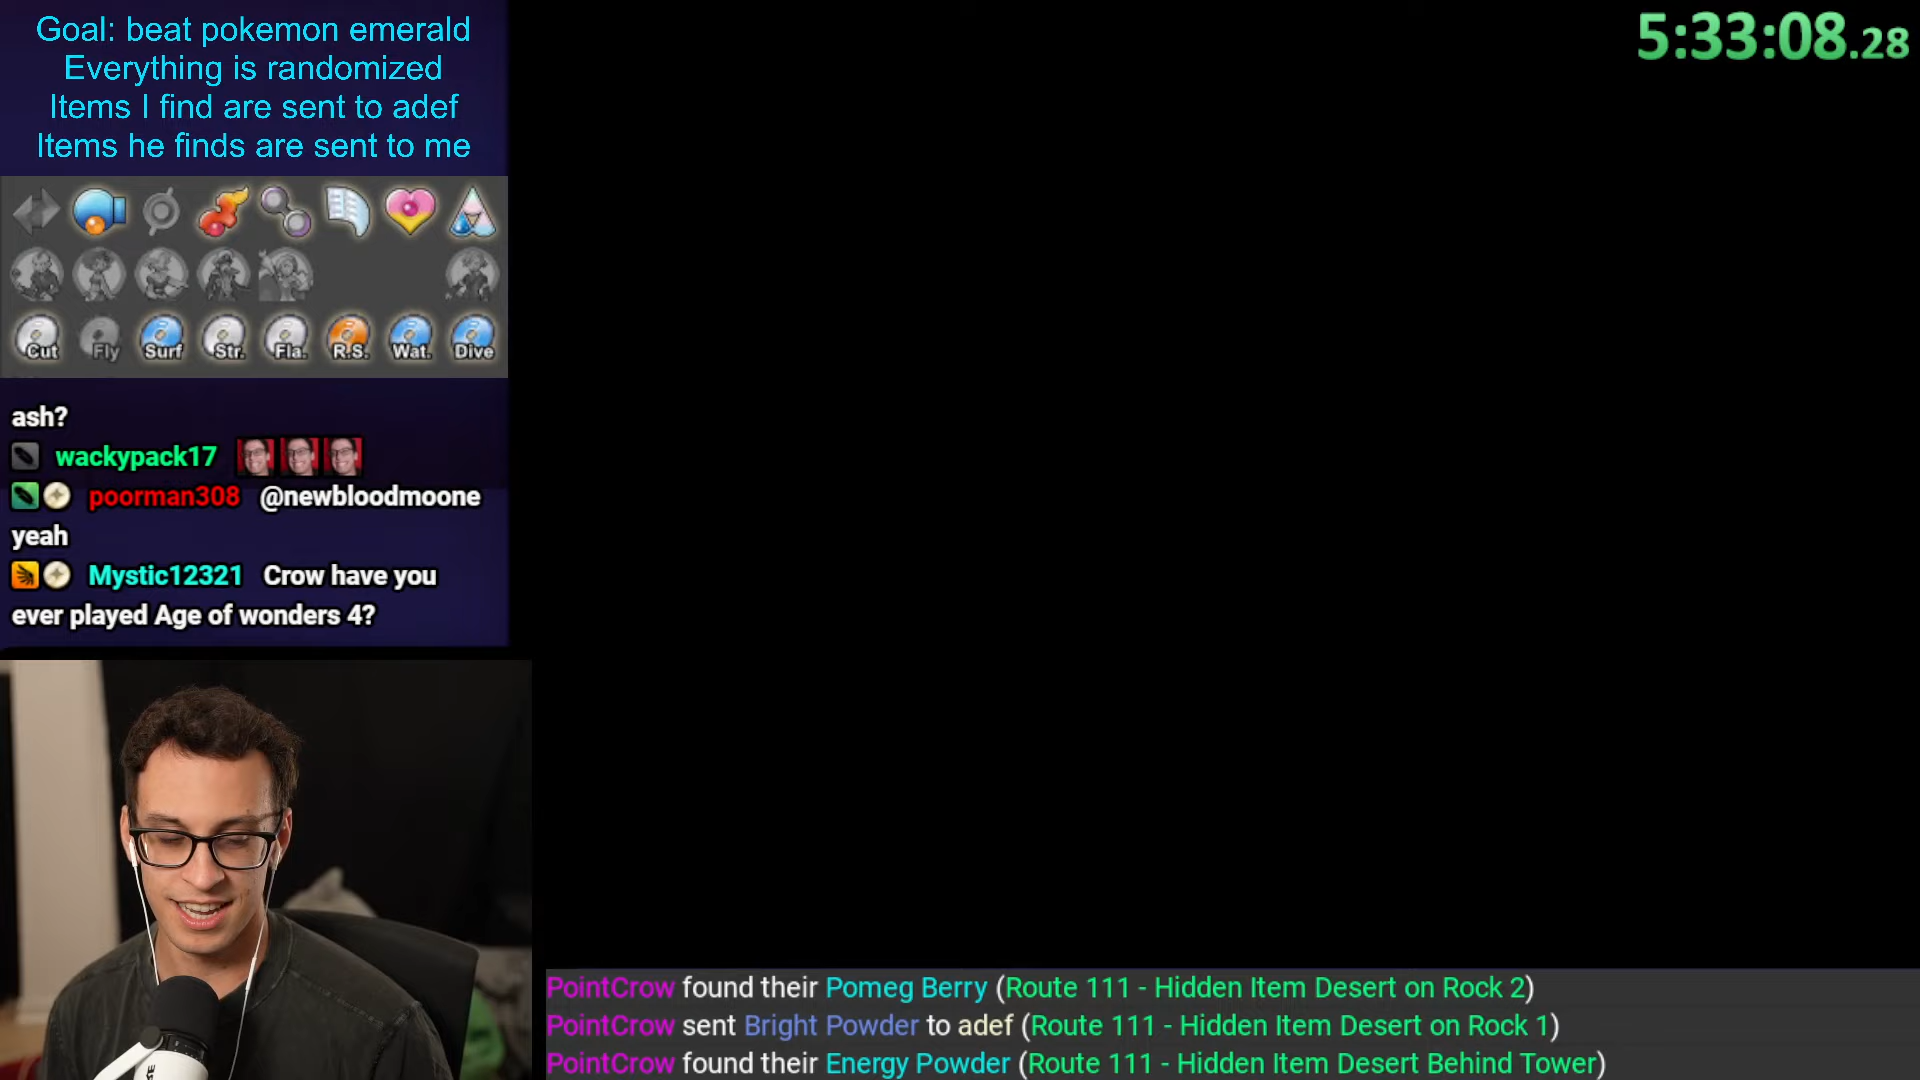 Goal: beat pokemon emerald
Everything is randomized
Items I find are sent to adef
Items he finds are sent to me
5:33:08.28
Cut Fly Surf Str. Fla. R.S. Wat. Dive
ash?
wackypack17
poorman308 @newbloodmoone
yeah
Mystic12321 Crow have you
ever played Age of wonders 4?
PointCrow found their Pomeg Berry (Route 111 - Hidden Item Desert on Rock 2)
PointCrow sent Bright Powder to adef (Route 111 - Hidden Item Desert on Rock 1)
PointCrow found their Energy Powder (Route 111 - Hidden Item Desert Behind Tower)